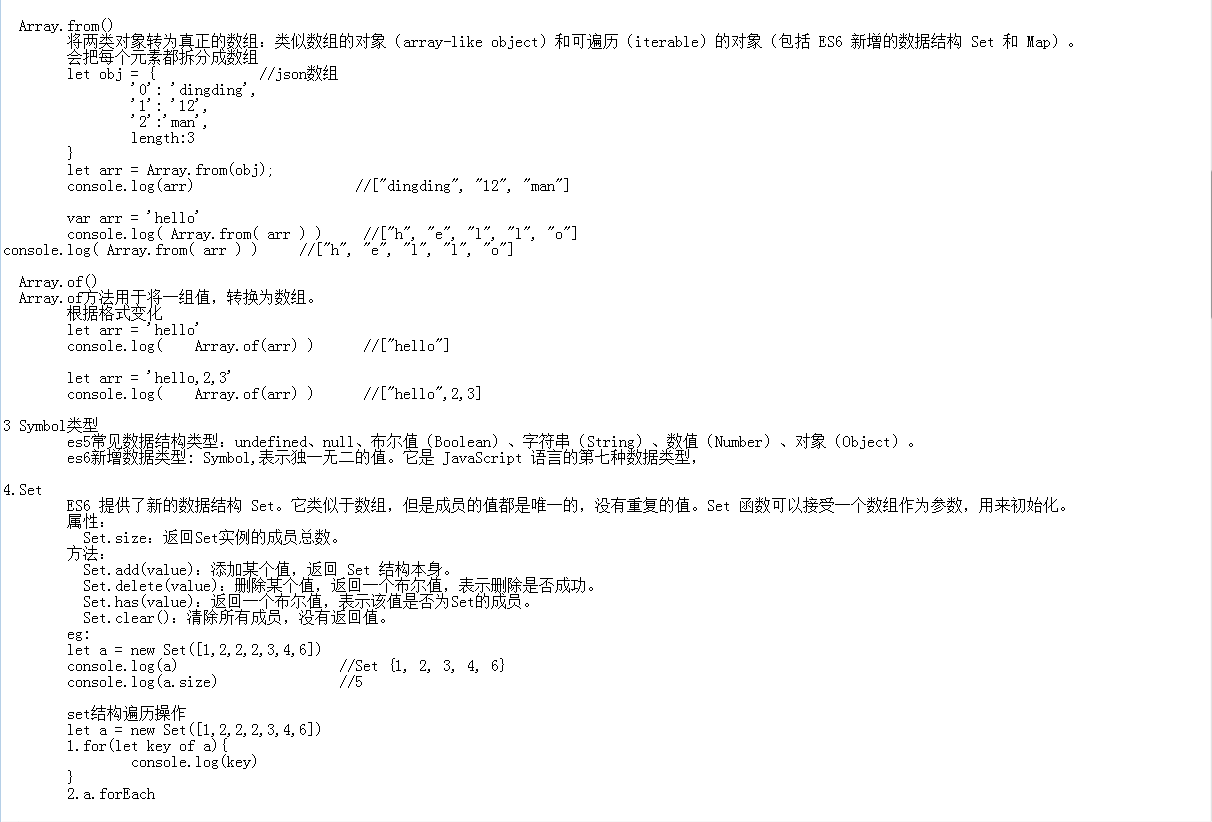 Array.from()
将两类对象转为真正的数组：类似数组的对象（array-like object）和可遍历（iterable）的对象（包括 ES6 新增的数据结构 Set 和 Map）。
会把每个元素都拆分成数组
let obj = {             //json数组
'0': 'dingding',
'1': '12',
'2':'man',
length:3
}
let arr = Array.from(obj);
console.log(arr)                    //["dingding", "12", "man"]
var arr = 'hello'
console.log( Array.from( arr ) )     //["h", "e", "l", "l", "o"]
console.log( Array.from( arr ) )     //["h", "e", "l", "l", "o"]
Array.of()
Array.of方法用于将一组值，转换为数组。
根据格式变化
let arr = 'hello'
console.log(    Array.of(arr) )      //["hello"]
let arr = 'hello,2,3'
console.log(    Array.of(arr) )      //["hello",2,3]
3 Symbol类型
es5常见数据结构类型：undefined、null、布尔值（Boolean）、字符串（String）、数值（Number）、对象（Object）。
es6新增数据类型: Symbol,表示独一无二的值。它是 JavaScript 语言的第七种数据类型，
4.Set
ES6 提供了新的数据结构 Set。它类似于数组，但是成员的值都是唯一的，没有重复的值。Set 函数可以接受一个数组作为参数，用来初始化。
属性：
Set.size：返回Set实例的成员总数。
方法：
Set.add(value)：添加某个值，返回 Set 结构本身。
Set.delete(value)：删除某个值，返回一个布尔值，表示删除是否成功。
Set.has(value)：返回一个布尔值，表示该值是否为Set的成员。
Set.clear()：清除所有成员，没有返回值。
eg:
let a = new Set([1,2,2,2,3,4,6])
console.log(a)                    //Set {1, 2, 3, 4, 6}
console.log(a.size)               //5
set结构遍历操作
let a = new Set([1,2,2,2,3,4,6])
1.for(let key of a){
console.log(key)
}
2.a.forEach